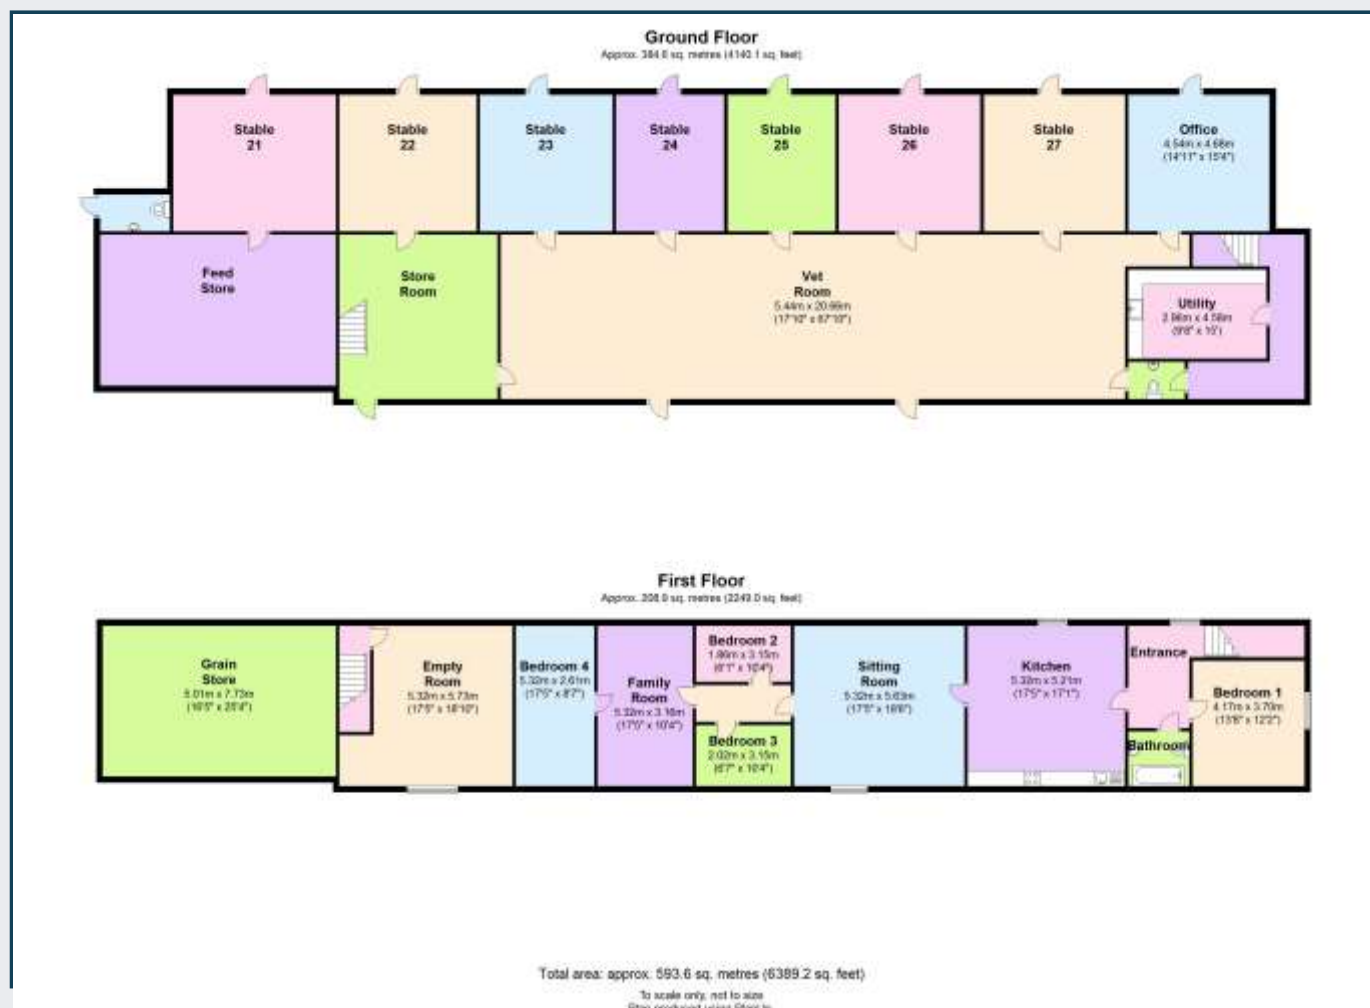 Ground Floor
Approx. 384.6 sq. metres (4140.1 sq. feet)
Stable
21
Stable
22
Stable
23
Stable
24
Stable
25
Stable
26
Stable
27
Office
4.54m x 4.68m
(14'11" x 15'4")
Feed
Store
Store
Room
Vet
Room
5.44m x 20.66m
(17'10" x 67'10")
Utility
2.96m x 4.58m
(9'8" x 15')
First Floor
Approx. 208.9 sq. metres (2249.0 sq. feet)
Grain
Store
5.01m x 7.73m
(16'5" x 25'4")
Empty
Room
5.32m x 5.73m
(17'5" x 18'10")
Bedroom 4
5.32m x 2.61m
(17'5" x 8'7")
Family
Room
5.32m x 3.16m
(17'5" x 10'4")
Bedroom 2
1.86m x 3.15m
(6'1" x 10'4")
Bedroom 3
2.02m x 3.15m
(6'7" x 10'4")
Sitting
Room
5.32m x 5.63m
(17'5" x 18'6")
Kitchen
5.32m x 5.21m
(17'5" x 17'1")
Entrance
Bathroom
Bedroom 1
4.17m x 3.70m
(13'8" x 12'2")
Total area: approx. 593.6 sq. metres (6389.2 sq. feet)
To scale only, not to size
Plan produced using